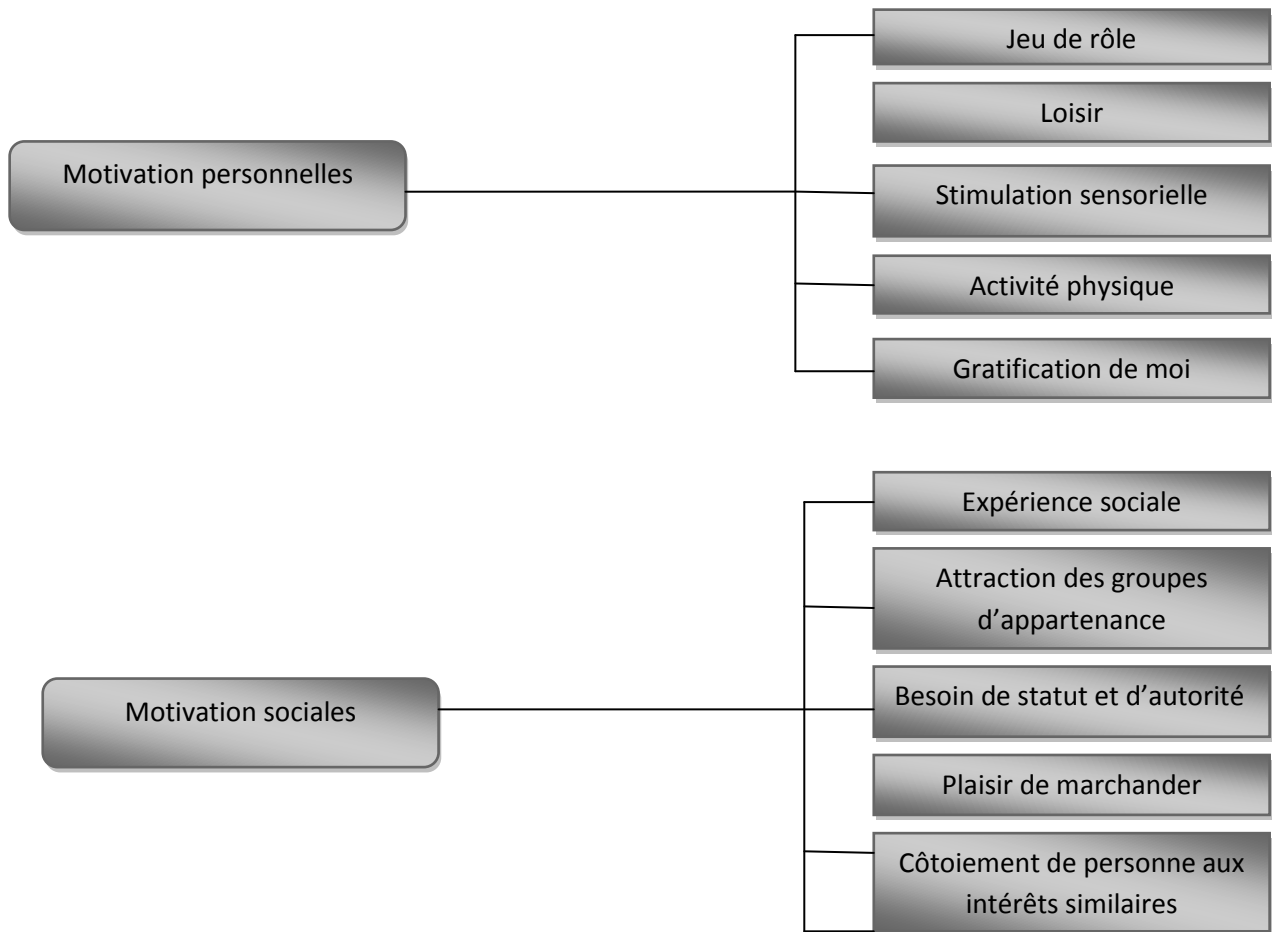 Jeu de rôle
Loisir
Motivation personnelles
Stimulation sensorielle
Activité physique
Gratification de moi
Expérience sociale
Attraction des groupes
d’appartenance
Motivation sociales
Besoin de statut et d’autorité
Plaisir de marchander
Côtoiement de personne aux
intérêts similaires